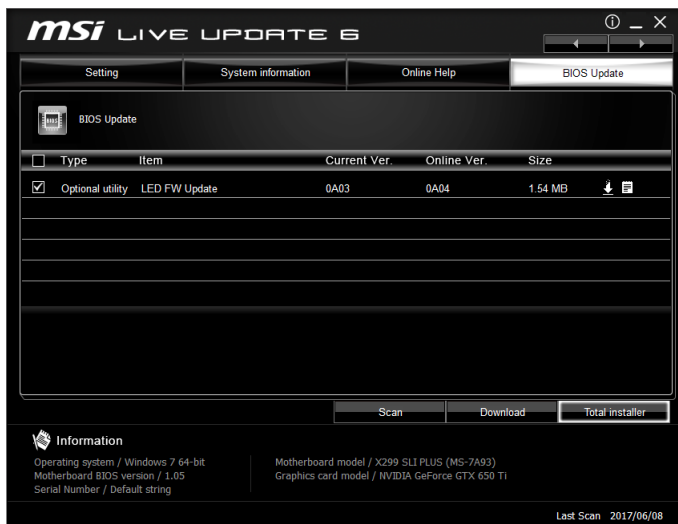 msi LIVE UPDATE 6
Setting System information Online Help BIOS Update
BIOS BIOS Update
Type Item Current Ver. Online Ver. Size
Optional utility LED FW Update 0A03 0A04 1.54 MB
Scan Download Total installer
Information
Operating system / Windows 7 64-bit Motherboard model / X299 SLI PLUS (MS-7A93)
Motherboard BIOS version / 1.05 Graphics card model / NVIDIA GeForce GTX 650 Ti
Serial Number / Default string
Last Scan 2017/06/08